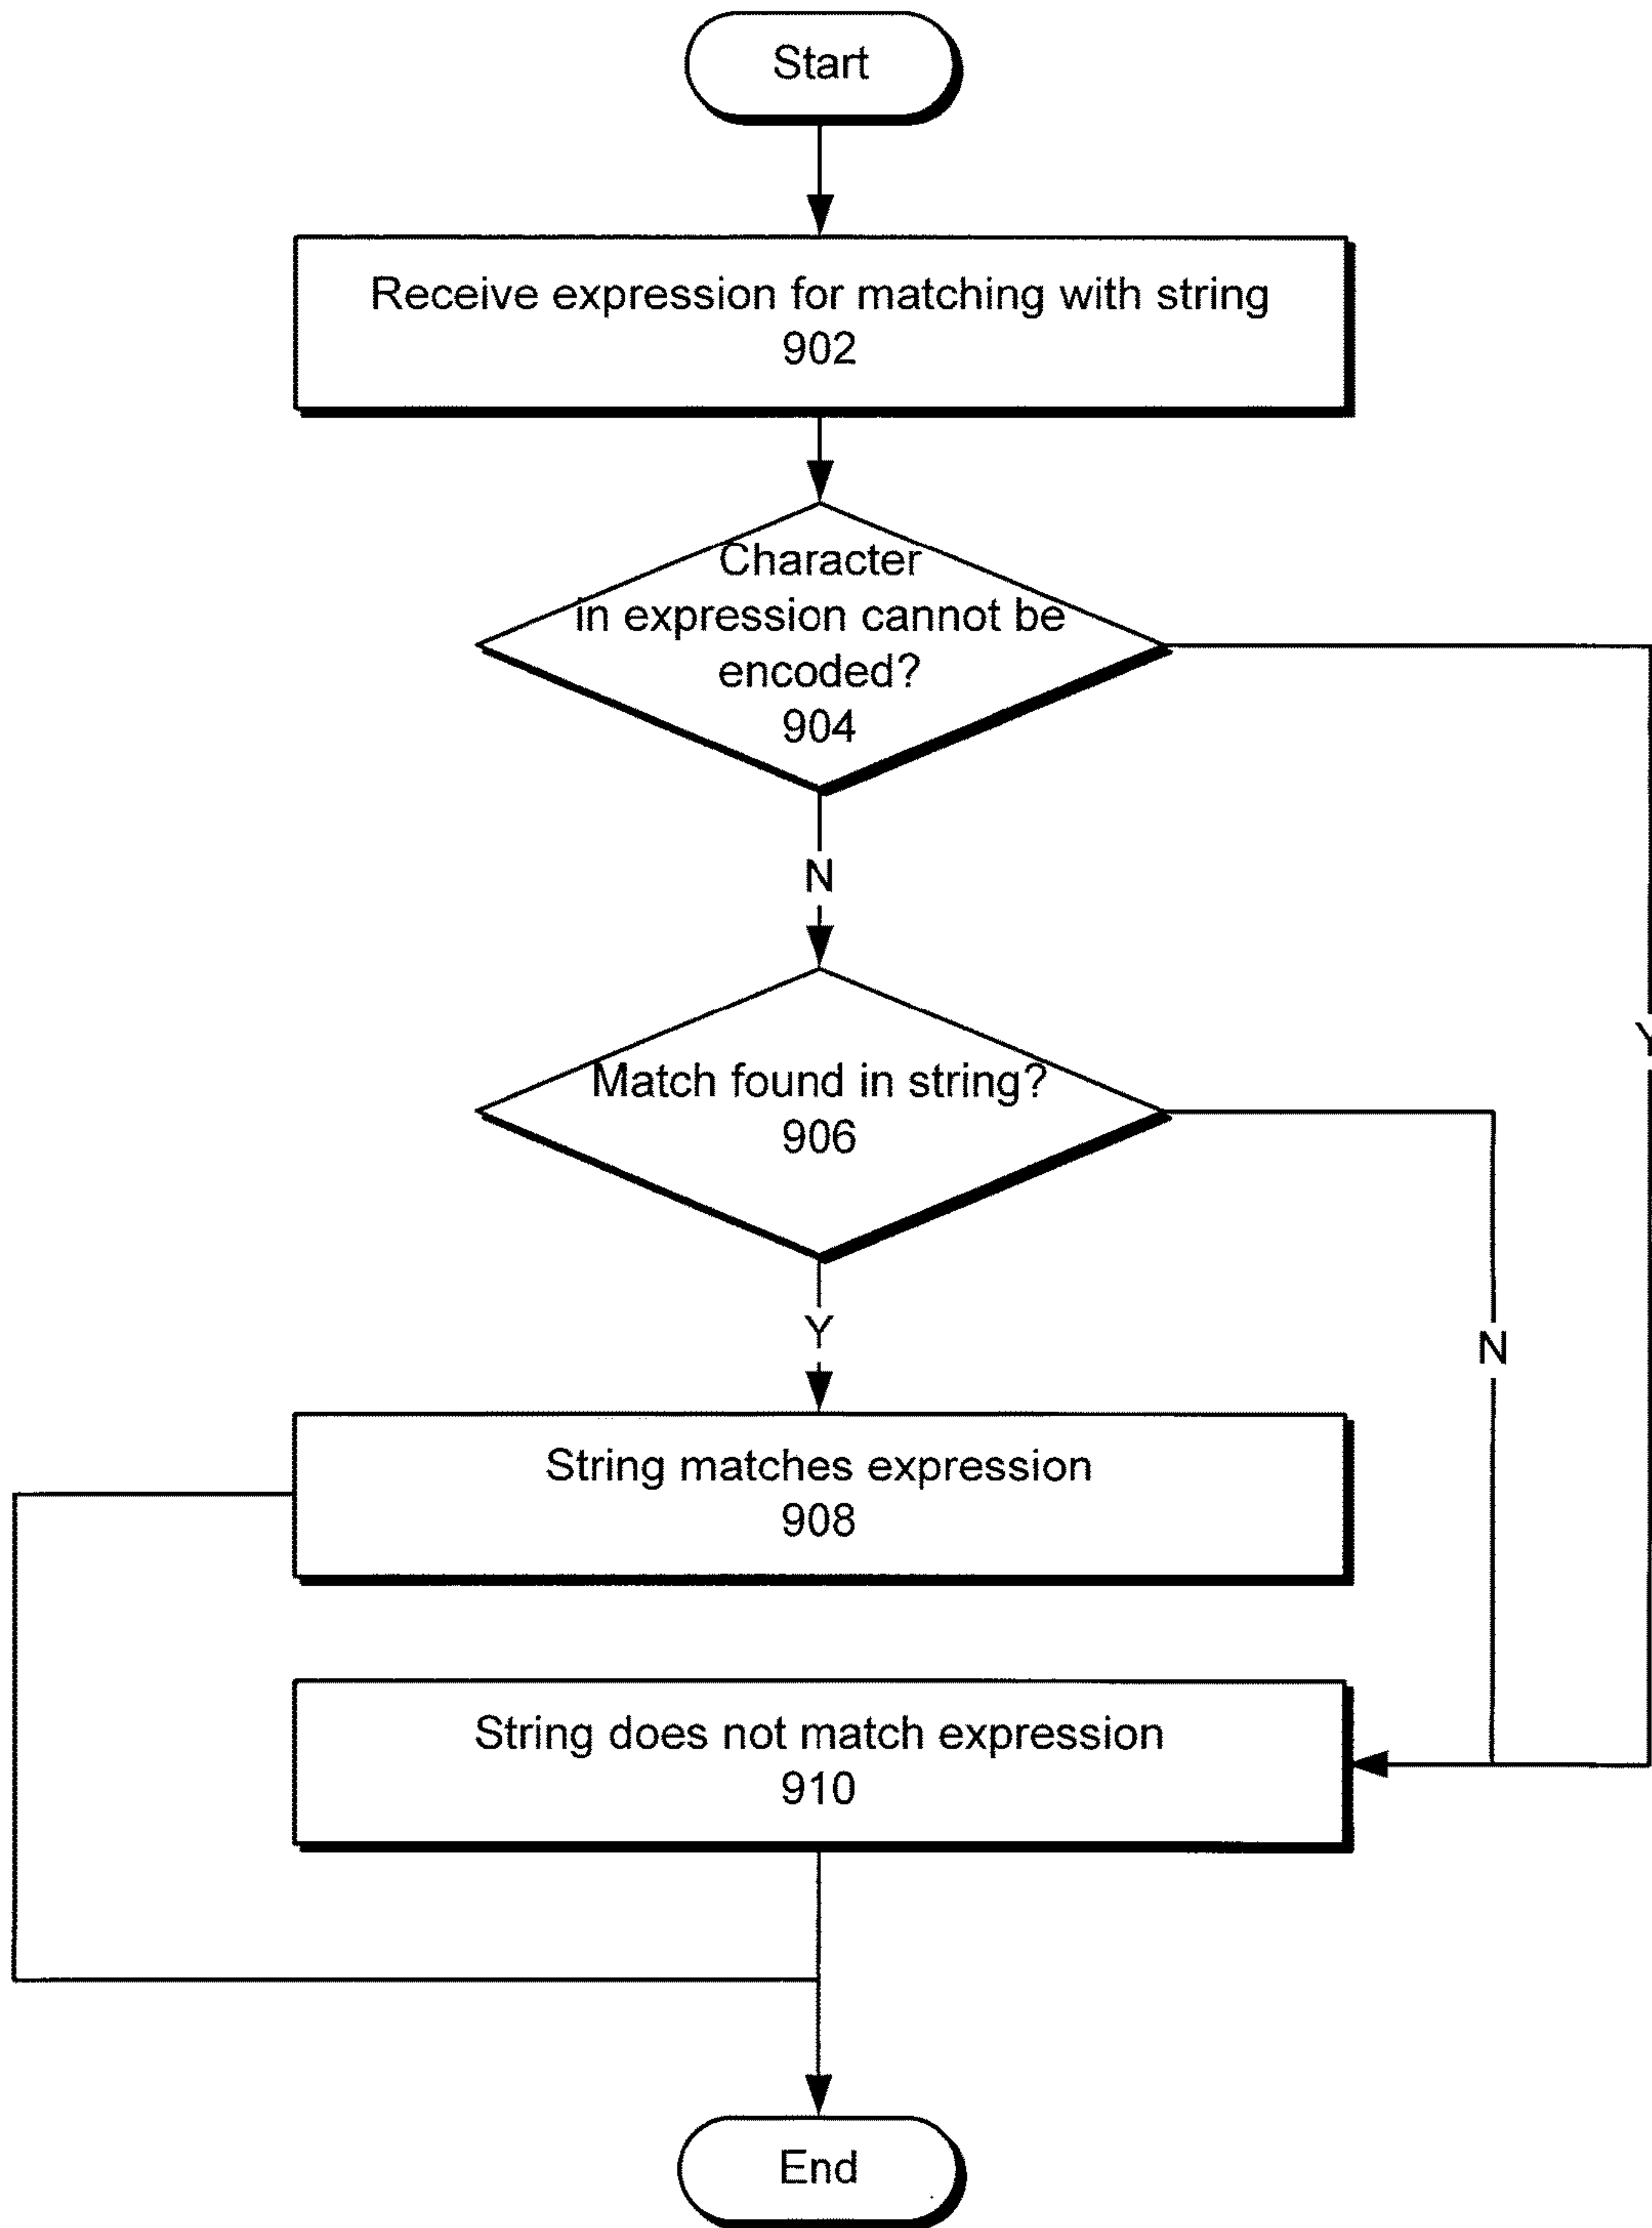 Start
Receive expression for matching with string
902
Character
in expression cannot be
encoded?
904
N
Y
Match found in string?
906
Y
N
String matches expression
908
String does not match expression
910
End